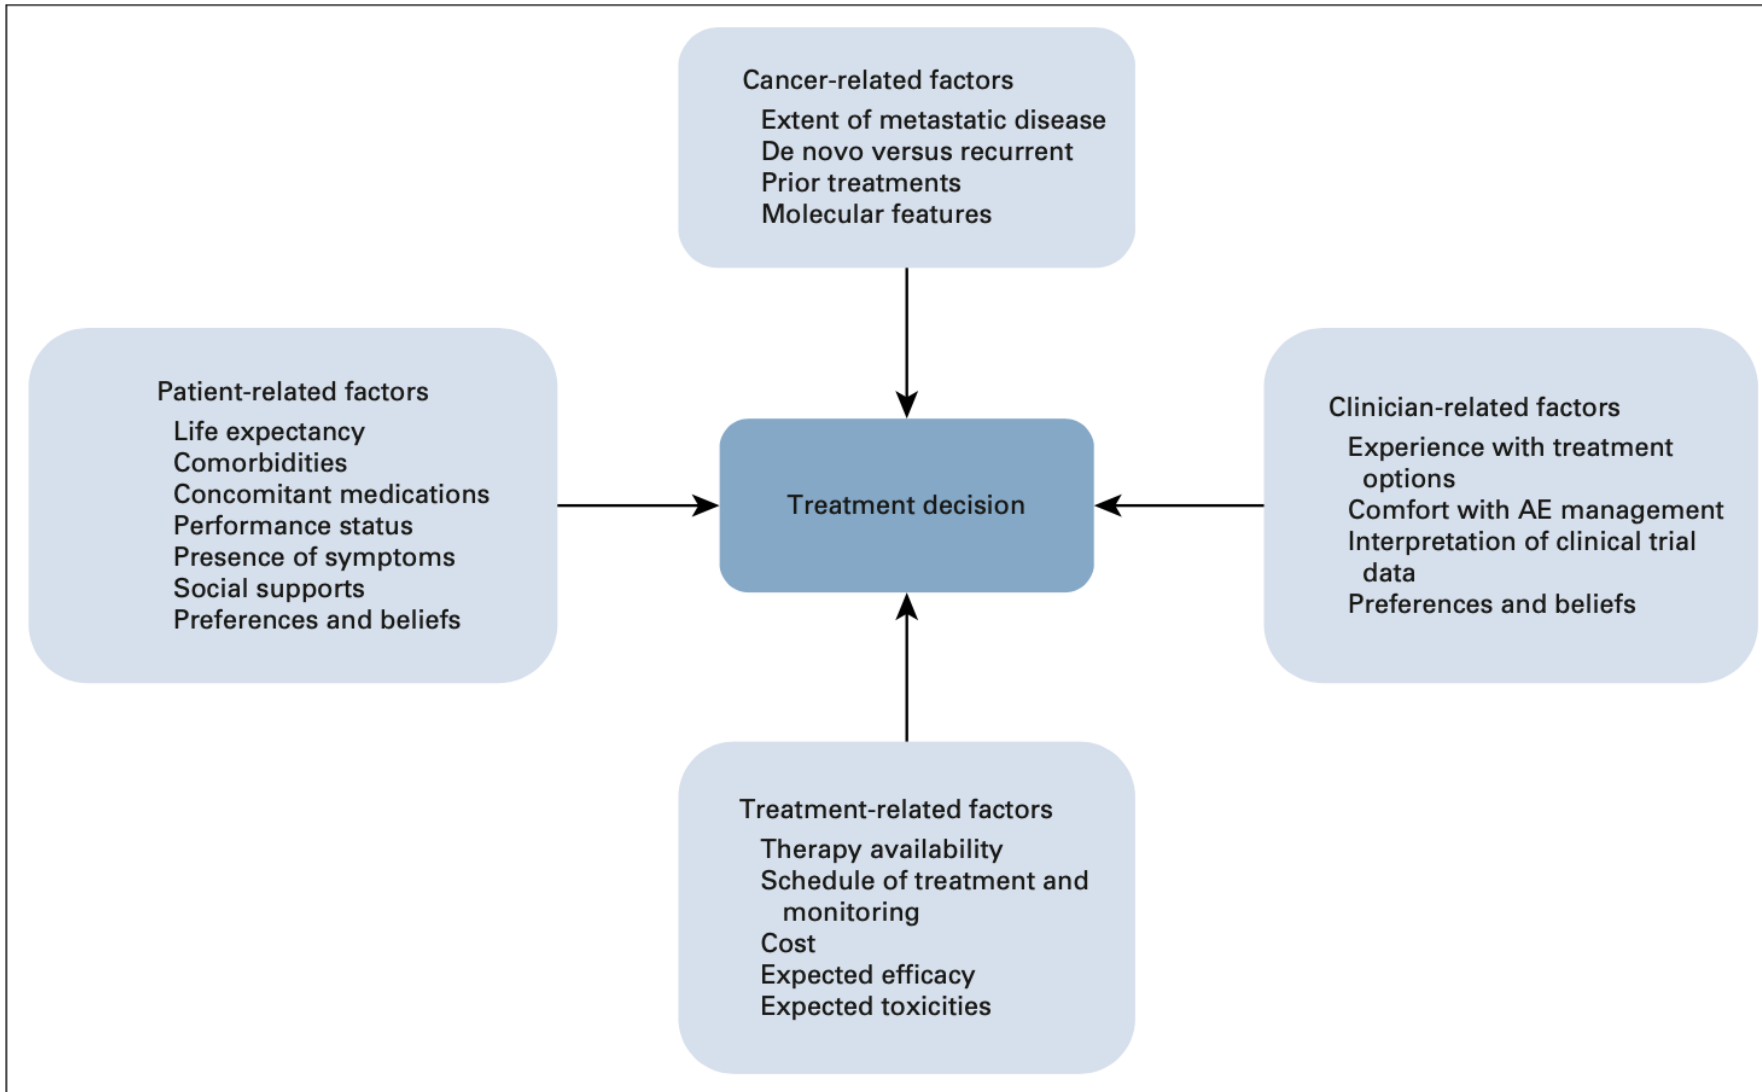 Cancer-related factors
Extent of metastatic disease
De novo versus recurrent
Prior treatments
Molecular features
Patient-related factors
Life expectancy
Comorbidities
Concomitant medications
Performance status
Presence of symptoms
Social supports
Preferences and beliefs
Treatment decision
Clinician-related factors
Experience with treatment
options
Comfort with AE management
Interpretation of clinical trial
data
Preferences and beliefs
Treatment-related factors
Therapy availability
Schedule of treatment and
monitoring
Cost
Expected efficacy
Expected toxicities